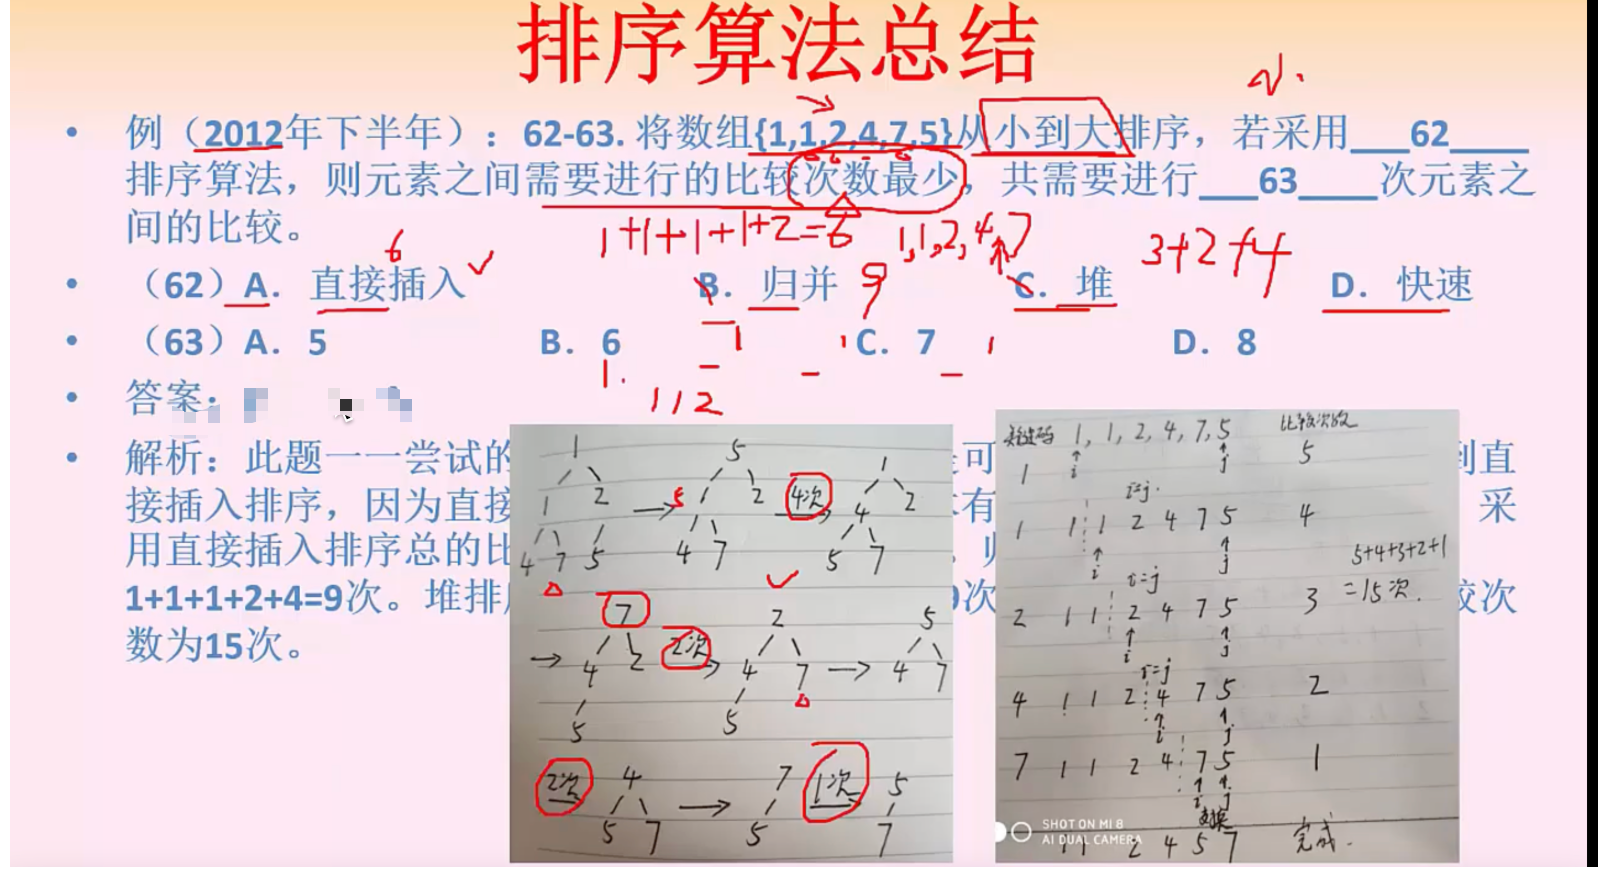 排序算法总结
• 例（2012年下半年）：62-63. 将数组{1,1,2,4,7,5}从小到大排序，若采用___62____
排序算法，则元素之间需要进行的比较次数最少，共需要进行___63____次元素之
间的比较。
1+1+1+1+2=6 1,1,2,4,7 3+2+4
6
• （62）A. 直接插入 B. 归并 9 C. 堆 D. 快速
• （63）A. 5 B. 6 C. 7 D. 8
1 1 1
1.
1 1 2
• 答案：
• 解析：此题一一尝试的
到直
接插入排序，因为直接
有
采
用直接插入排序总的比
1+1+1+2+4=9次。堆排
次
较次
数为15次。
1 5 1
1 2 5 1 2 4次 4 2
4 7 5 4 7 5 7
7 2 5
4 2 2次 4 7 4 7
5 5
2次 4 7 1次 5
5 7 5 7
关键码 1, 1, 2, 4, 7, 5 比较次数
i j
1 5
i=j.
1 1 1 2 4 7 5 4
i j
5+4+3+2+1
i=j
=15次.
2 1 1 2 4 7 5 3
i j
i=j
4 1 1 2 4 7 5 2
i j
7 1 1 2 4 7 5 1
i j
交换
SHOT ON MI 8
AI DUAL CAMERA
1 1 2 4 5 7 完成.